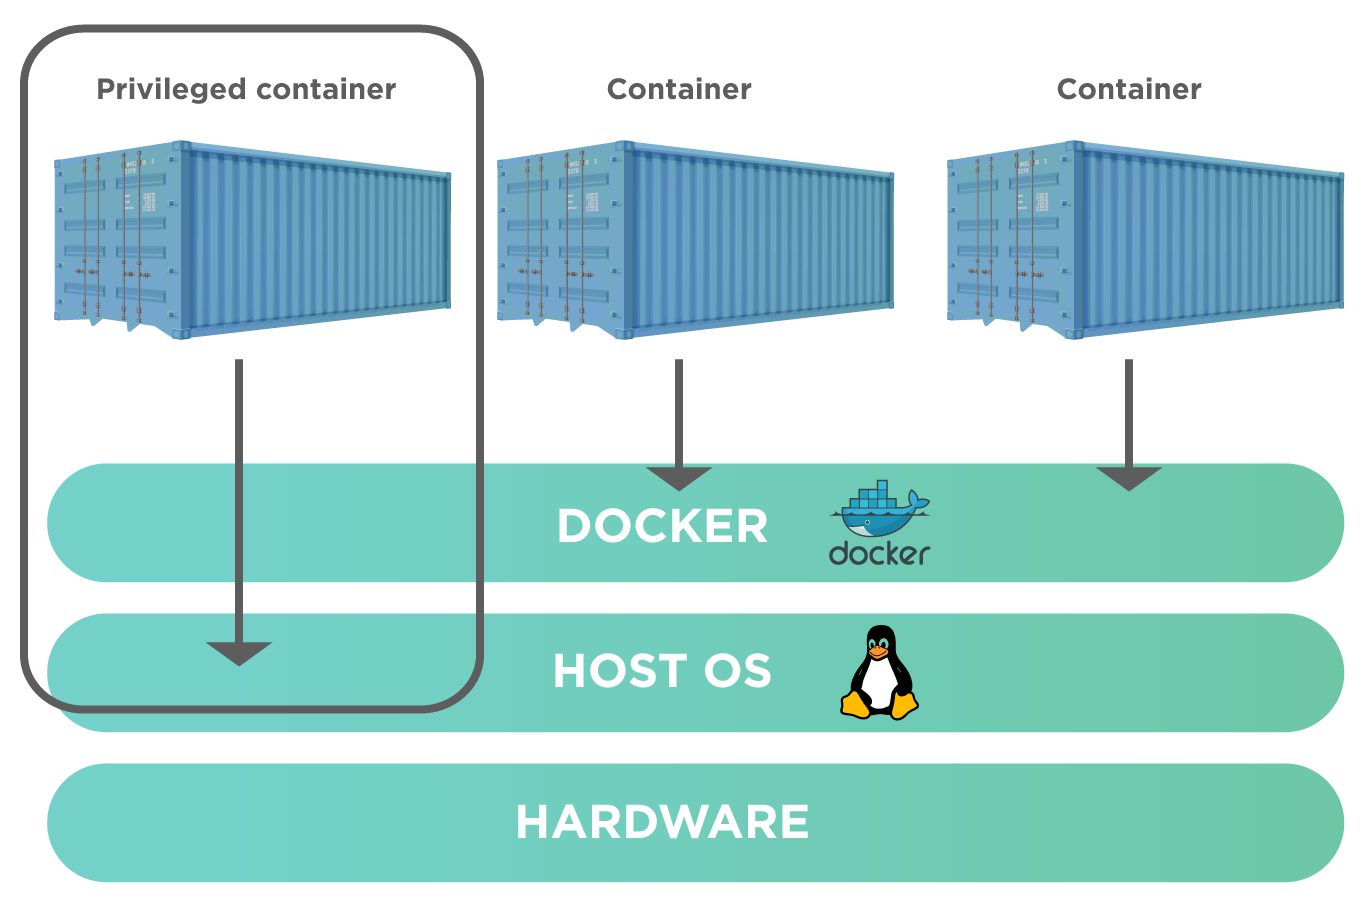 Privileged container
Container
Container
DOCKER
docker
HOST OS
HARDWARE